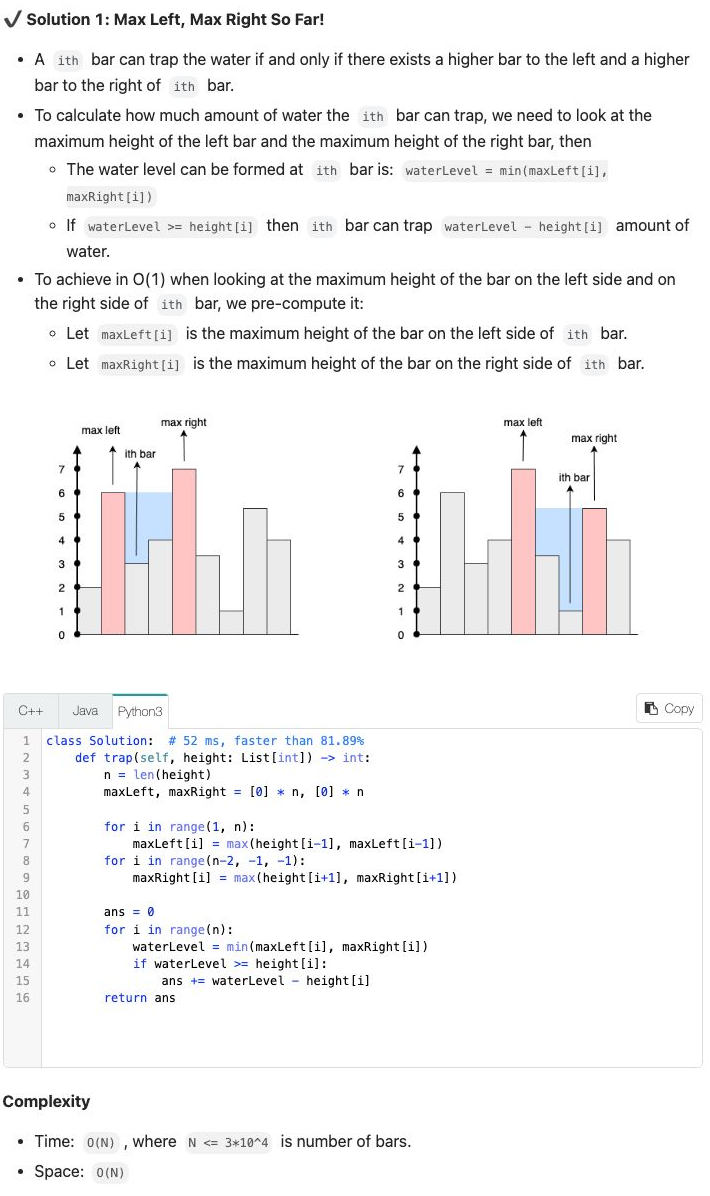 ✔ Solution 1: Max Left, Max Right So Far!
• A ith bar can trap the water if and only if there exists a higher bar to the left and a higher
bar to the right of ith bar.
• To calculate how much amount of water the ith bar can trap, we need to look at the
maximum height of the left bar and the maximum height of the right bar, then
◦ The water level can be formed at ith bar is: waterLevel = min(maxLeft[i],
maxRight[i])
◦ If waterLevel >= height[i] then ith bar can trap waterLevel - height[i] amount of
water.
• To achieve in O(1) when looking at the maximum height of the bar on the left side and on
the right side of ith bar, we pre-compute it:
◦ Let maxLeft[i] is the maximum height of the bar on the left side of ith bar.
◦ Let maxRight[i] is the maximum height of the bar on the right side of ith bar.
max left
max right
ith bar
7
6
5
4
3
2
1
0
max left
max right
ith bar
7
6
5
4
3
2
1
0
C++ Java Python3 Copy
1 class Solution: # 52 ms, faster than 81.89%
2 def trap(self, height: List[int]) -> int:
3 n = len(height)
4 maxLeft, maxRight = [0] * n, [0] * n
5
6 for i in range(1, n):
7 maxLeft[i] = max(height[i-1], maxLeft[i-1])
8 for i in range(n-2, -1, -1):
9 maxRight[i] = max(height[i+1], maxRight[i+1])
10
11 ans = 0
12 for i in range(n):
13 waterLevel = min(maxLeft[i], maxRight[i])
14 if waterLevel >= height[i]:
15 ans += waterLevel - height[i]
16 return ans
Complexity
• Time: O(N) , where N <= 3*10^4 is number of bars.
• Space: O(N)